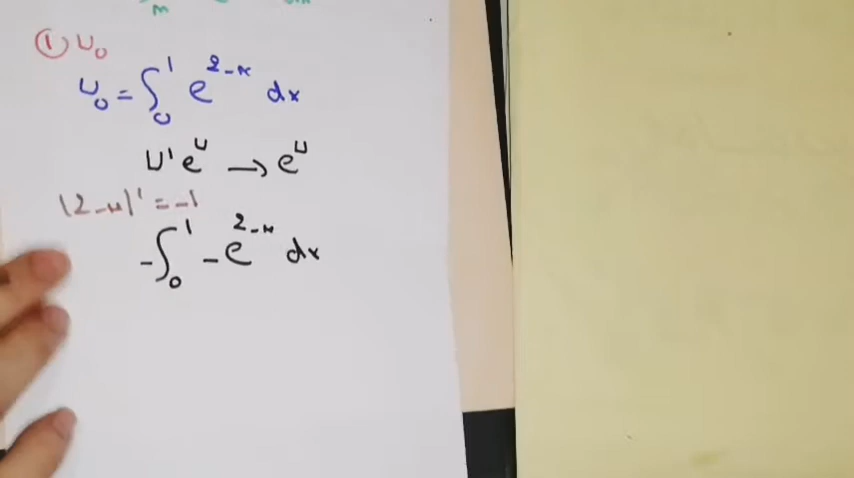 ① U₀
U₀ = ∫₀¹ e^{2-x} dx
U' e^U → e^U
(2-x)' = -1
-∫₀¹ -e^{2-x} dx